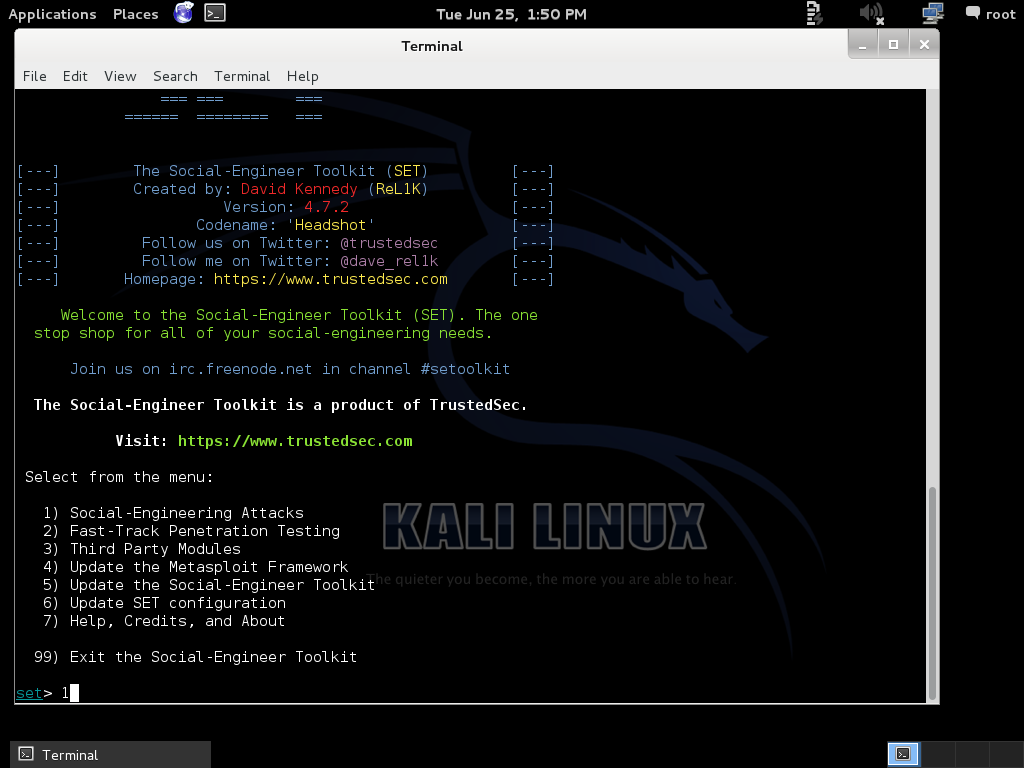 Applications Places Tue Jun 25, 1:50 PM root
Terminal
File Edit View Search Terminal Help
=== === ===
====== ======== ===
[---] The Social-Engineer Toolkit (SET) [---]
[---] Created by: David Kennedy (ReL1K) [---]
[---] Version: 4.7.2 [---]
[---] Codename: 'Headshot' [---]
[---] Follow us on Twitter: @trustedsec [---]
[---] Follow me on Twitter: @dave_rel1k [---]
[---] Homepage: https://www.trustedsec.com [---]
Welcome to the Social-Engineer Toolkit (SET). The one
stop shop for all of your social-engineering needs.
Join us on irc.freenode.net in channel #setoolkit
The Social-Engineer Toolkit is a product of TrustedSec.
Visit: https://www.trustedsec.com
Select from the menu:
1) Social-Engineering Attacks
2) Fast-Track Penetration Testing
3) Third Party Modules
4) Update the Metasploit Framework
5) Update the Social-Engineer Toolkit
6) Update SET configuration
7) Help, Credits, and About
99) Exit the Social-Engineer Toolkit
set> 1
KALI LINUX
The quieter you become, the more you are able to hear.
Terminal